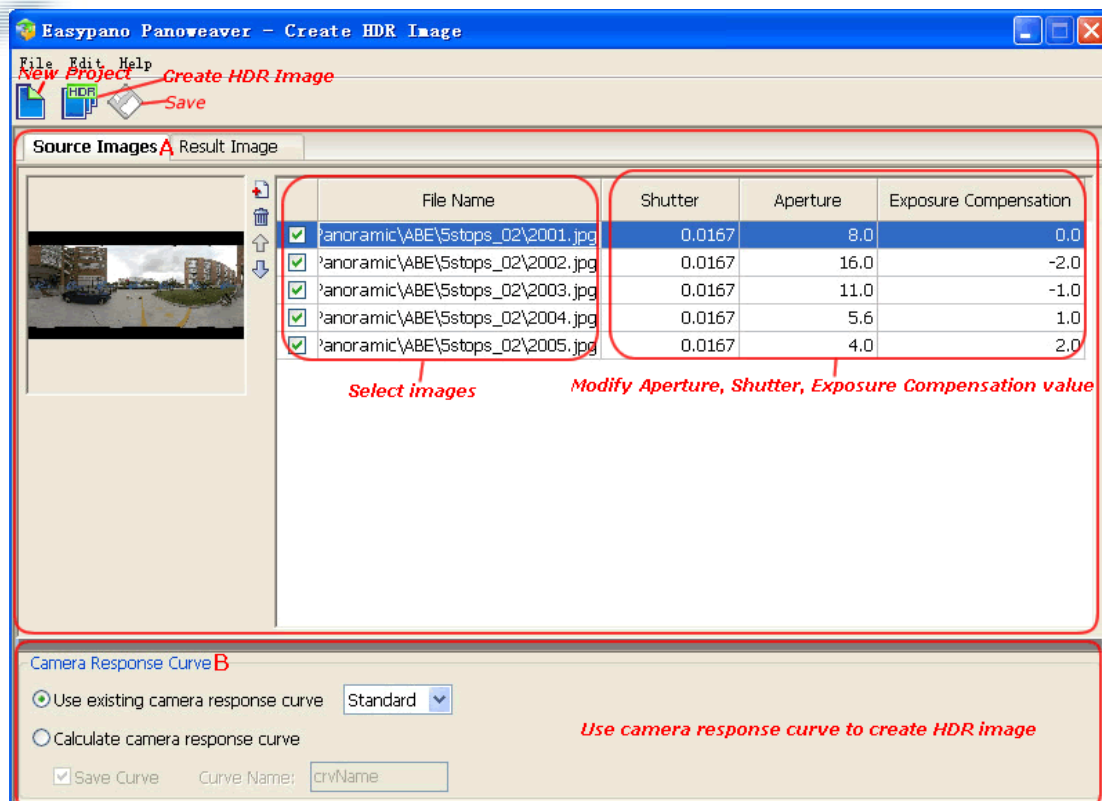 Easypano Panoweaver - Create HDR Image
File Edit Help
New Project
Create HDR Image
HDR
Save
Source Images A Result Image
File Name Shutter Aperture Exposure Compensation
Panoramic\ABE\5stops_02\2001.jpg 0.0167 8.0 0.0
Panoramic\ABE\5stops_02\2002.jpg 0.0167 16.0 -2.0
Panoramic\ABE\5stops_02\2003.jpg 0.0167 11.0 -1.0
Panoramic\ABE\5stops_02\2004.jpg 0.0167 5.6 1.0
Panoramic\ABE\5stops_02\2005.jpg 0.0167 4.0 2.0
Select images
Modify Aperture, Shutter, Exposure Compensation value
Camera Response Curve B
Use existing camera response curve Standard
Use camera response curve to create HDR image
Calculate camera response curve
Save Curve Curve Name: crvName